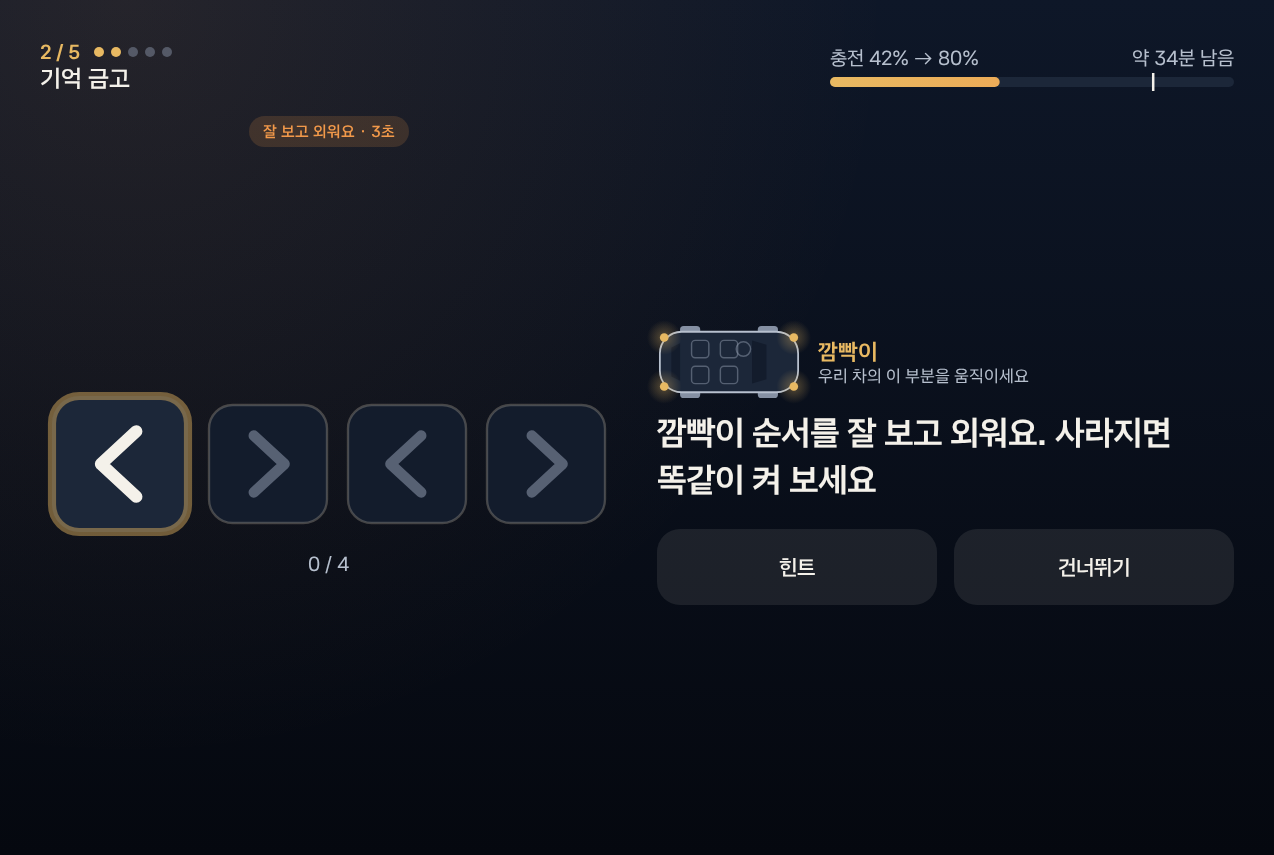 2 / 5
기억 금고
충전 42% → 80%
약 34분 남음
잘 보고 외워요 · 3초
깜빡이
우리 차의 이 부분을 움직이세요
깜빡이 순서를 잘 보고 외워요. 사라지면
똑같이 켜 보세요
0 / 4
힌트
건너뛰기